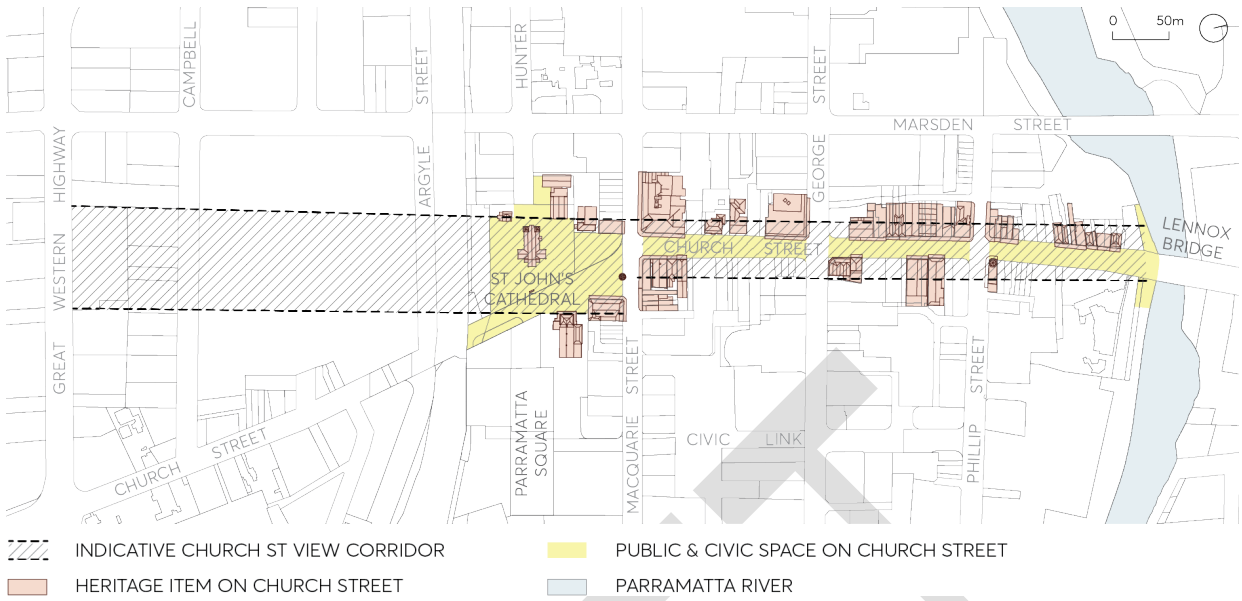 0 50m
CAMPBELL
STREET
HUNTER
STREET
MARSDEN STREET
HIGHWAY
ARGYLE
GEORGE
LENNOX
BRIDGE
CHURCH STREET
WESTERN
ST JOHN'S
CATHEDRAL
GREAT
STREET
STREET
PARRAMATTA
SQUARE
MACQUARIE
CIVIC LINK
PHILLIP
CHURCH STREET
INDICATIVE CHURCH ST VIEW CORRIDOR
PUBLIC & CIVIC SPACE ON CHURCH STREET
HERITAGE ITEM ON CHURCH STREET
PARRAMATTA RIVER